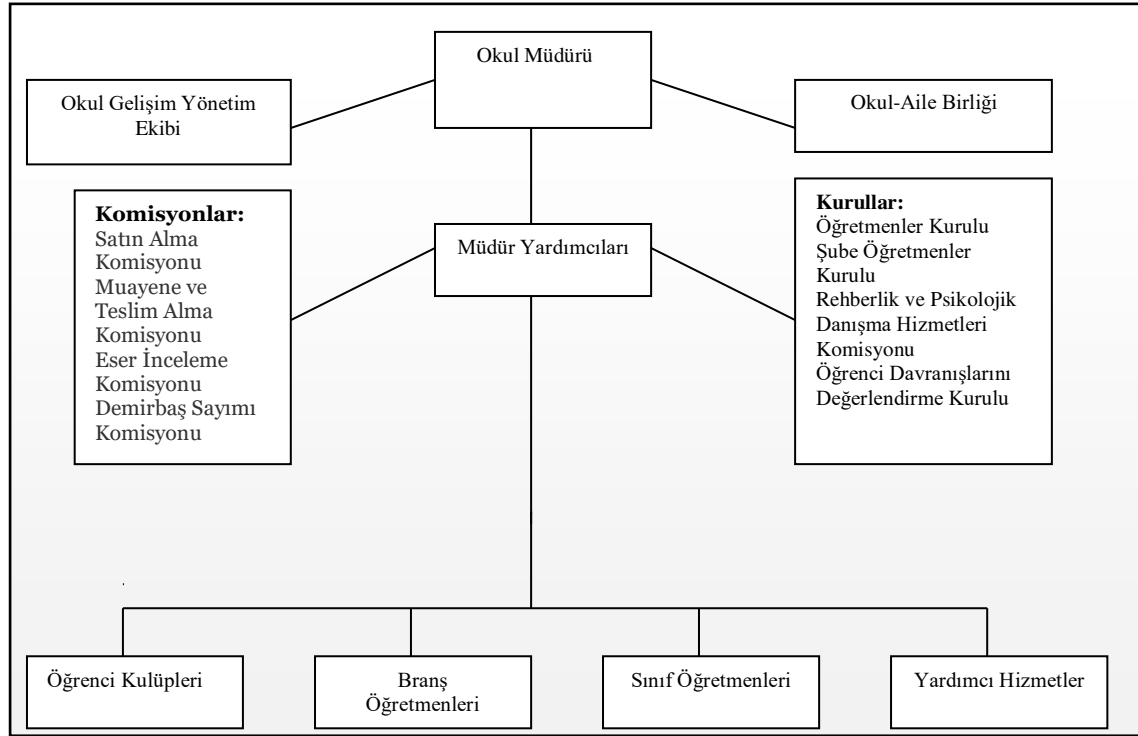 Okul Müdürü
Okul Gelişim Yönetim
Ekibi
Okul-Aile Birliği
Komisyonlar:
Satın Alma
Komisyonu
Muayene ve
Teslim Alma
Komisyonu
Eser İnceleme
Komisyonu
Demirbaş Sayımı
Komisyonu
Müdür Yardımcıları
Kurullar:
Öğretmenler Kurulu
Şube Öğretmenler
Kurulu
Rehberlik ve Psikolojik
Danışma Hizmetleri
Komisyonu
Öğrenci Davranışlarını
Değerlendirme Kurulu
Öğrenci Kulüpleri
Branş
Öğretmenleri
Sınıf Öğretmenleri
Yardımcı Hizmetler